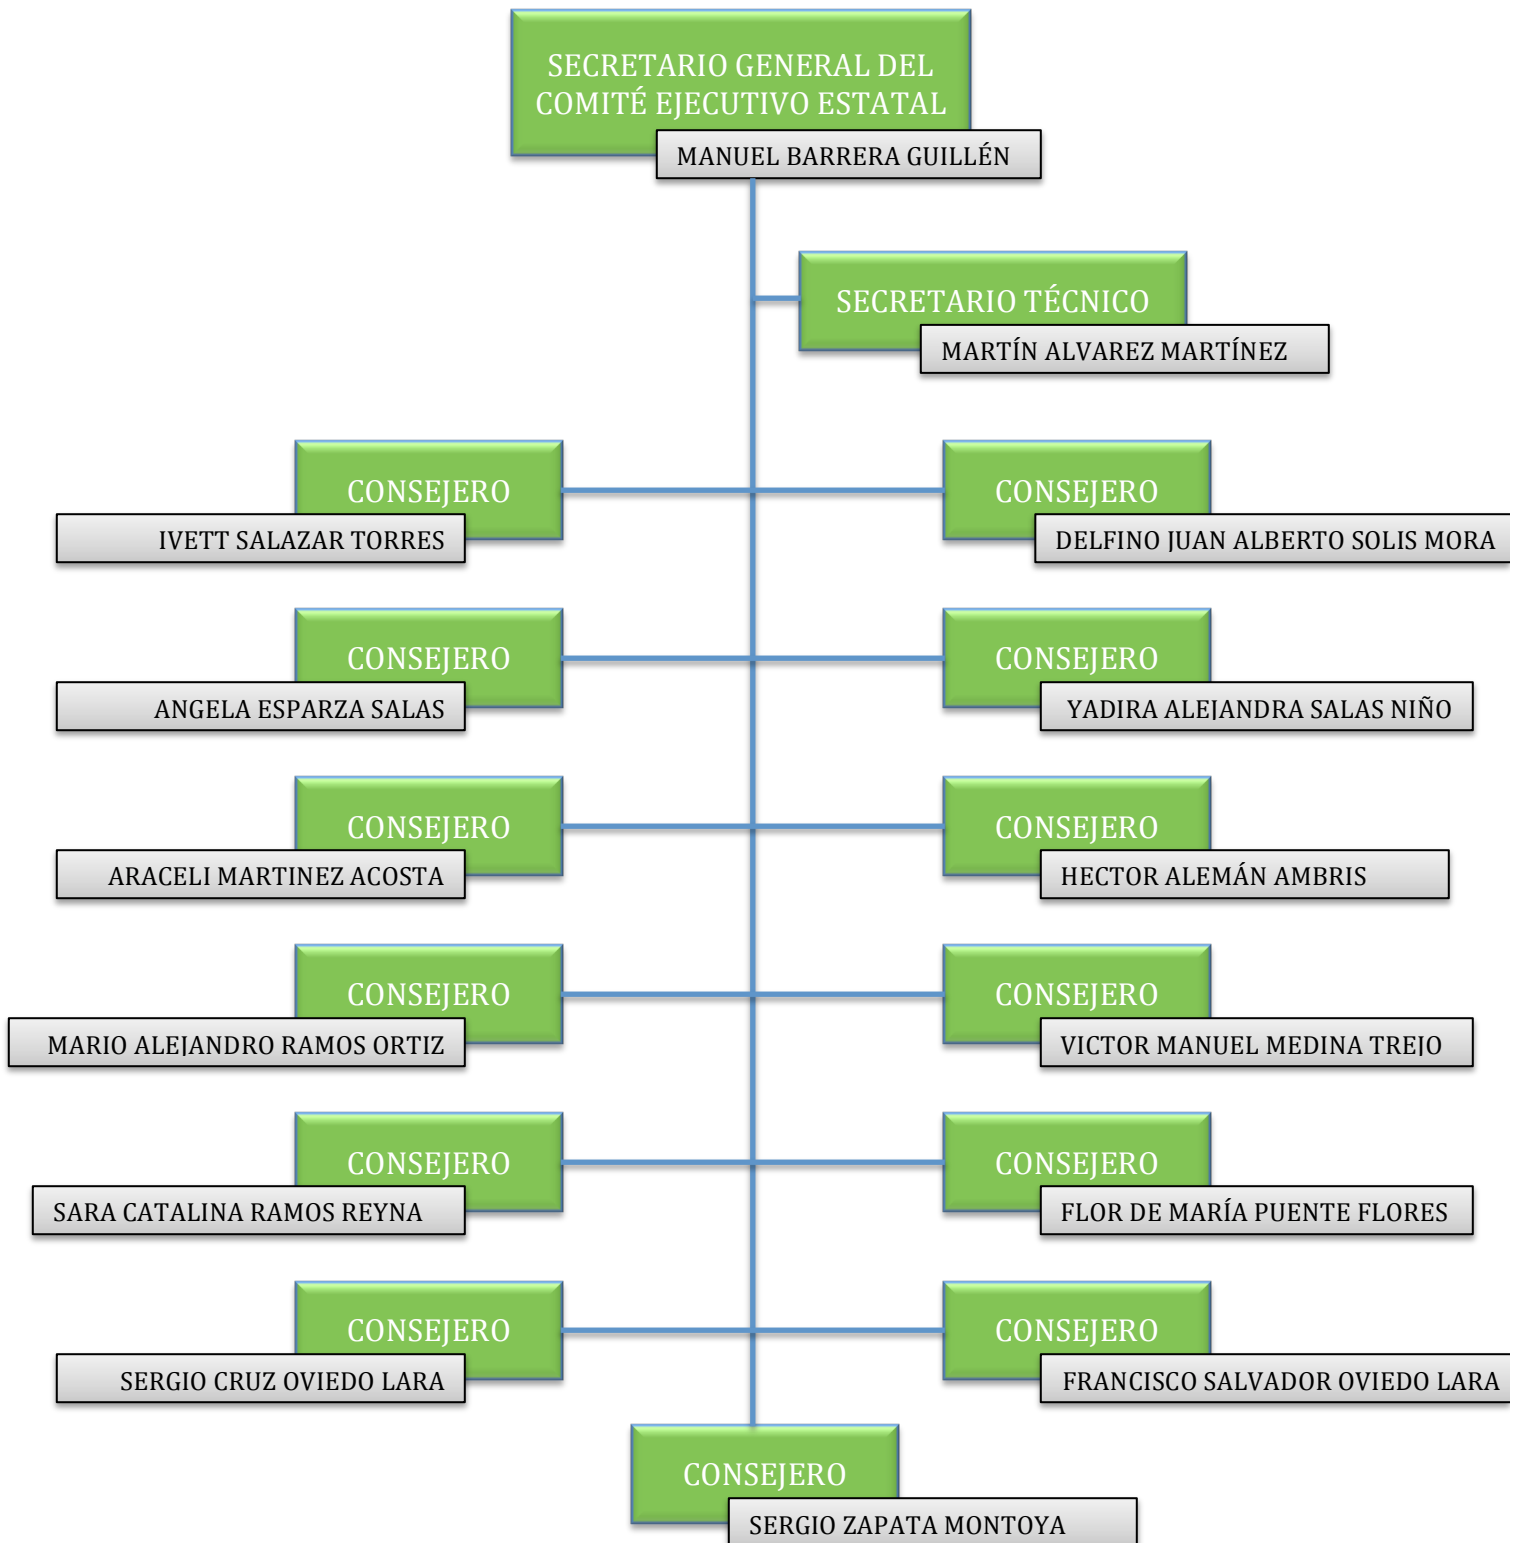 SECRETARIO GENERAL DEL
COMITÉ EJECUTIVO ESTATAL
MANUEL BARRERA GUILLÉN
SECRETARIO TÉCNICO
MARTÍN ALVAREZ MARTÍNEZ
CONSEJERO
IVETT SALAZAR TORRES
CONSEJERO
DELFINO JUAN ALBERTO SOLIS MORA
CONSEJERO
ANGELA ESPARZA SALAS
CONSEJERO
YADIRA ALEJANDRA SALAS NIÑO
CONSEJERO
ARACELI MARTINEZ ACOSTA
CONSEJERO
HECTOR ALEMÁN AMBRIS
CONSEJERO
MARIO ALEJANDRO RAMOS ORTIZ
CONSEJERO
VICTOR MANUEL MEDINA TREJO
CONSEJERO
SARA CATALINA RAMOS REYNA
CONSEJERO
FLOR DE MARÍA PUENTE FLORES
CONSEJERO
SERGIO CRUZ OVIEDO LARA
CONSEJERO
FRANCISCO SALVADOR OVIEDO LARA
CONSEJERO
SERGIO ZAPATA MONTOYA